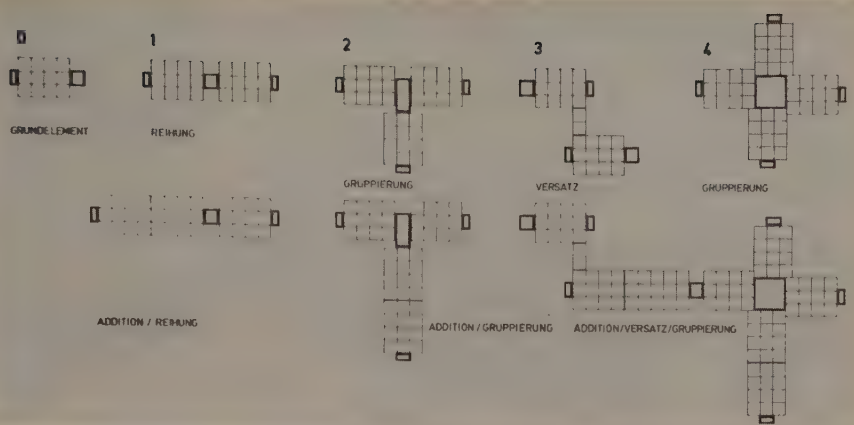 0
1
2
3
4
GRUNDELEMENT
REIHUNG
GRUPPIERUNG
VERSATZ
GRUPPIERUNG
ADDITION / REIHUNG
ADDITION / GRUPPIERUNG
ADDITION/VERSATZ/GRUPPIERUNG